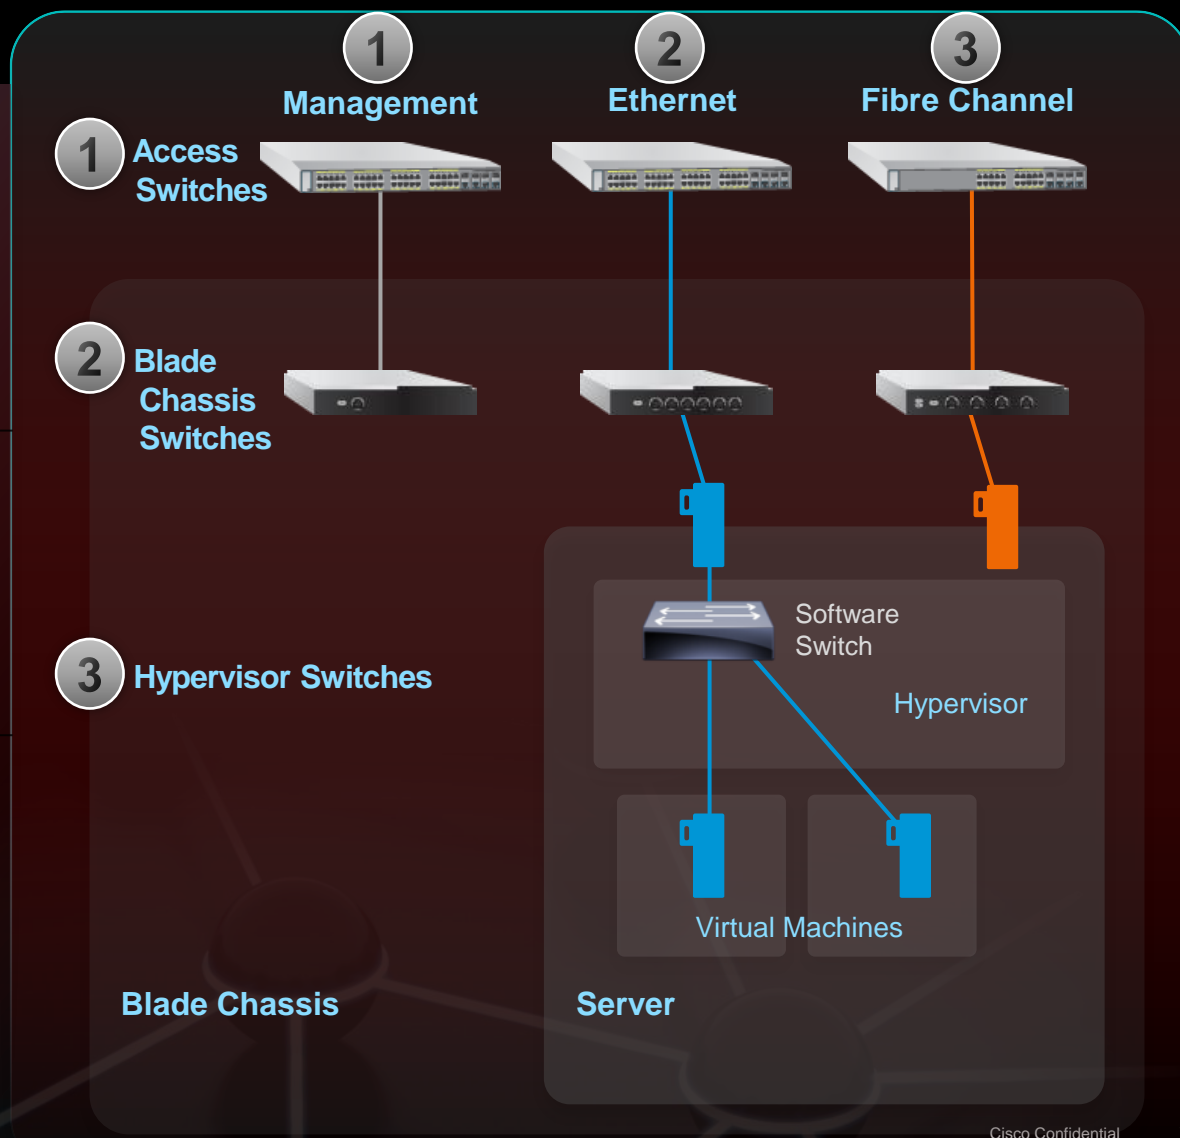 1
2
3
Management
Ethernet
Fibre Channel
1
Access
Switches
2
Blade
Chassis
Switches
Software
Switch
3
Hypervisor Switches
Hypervisor
Virtual Machines
Blade Chassis
Server
Cisco Confidential